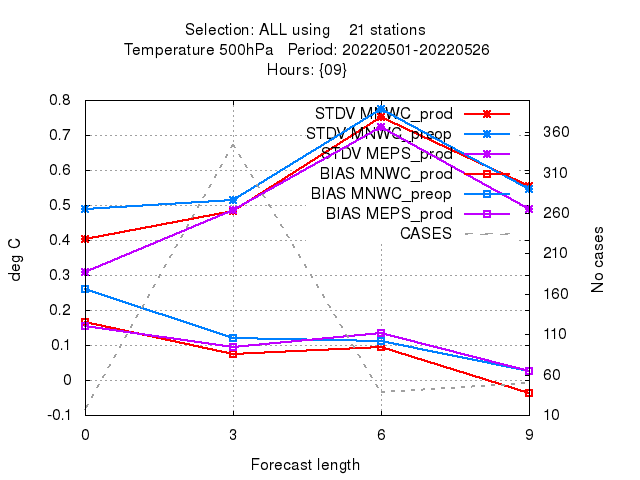 Selection: ALL using    21 stations
Temperature 500hPa   Period: 20220501-20220526
Hours: {09}
STDV MNWC_prod
STDV MNWC_preop
STDV MEPS_prod
BIAS MNWC_prod
BIAS MNWC_preop
BIAS MEPS_prod
CASES
0.8
0.7
0.6
0.5
0.4
0.3
0.2
0.1
0
-0.1
deg C
360
310
260
210
160
110
60
10
No cases
0 3 6 9
Forecast length